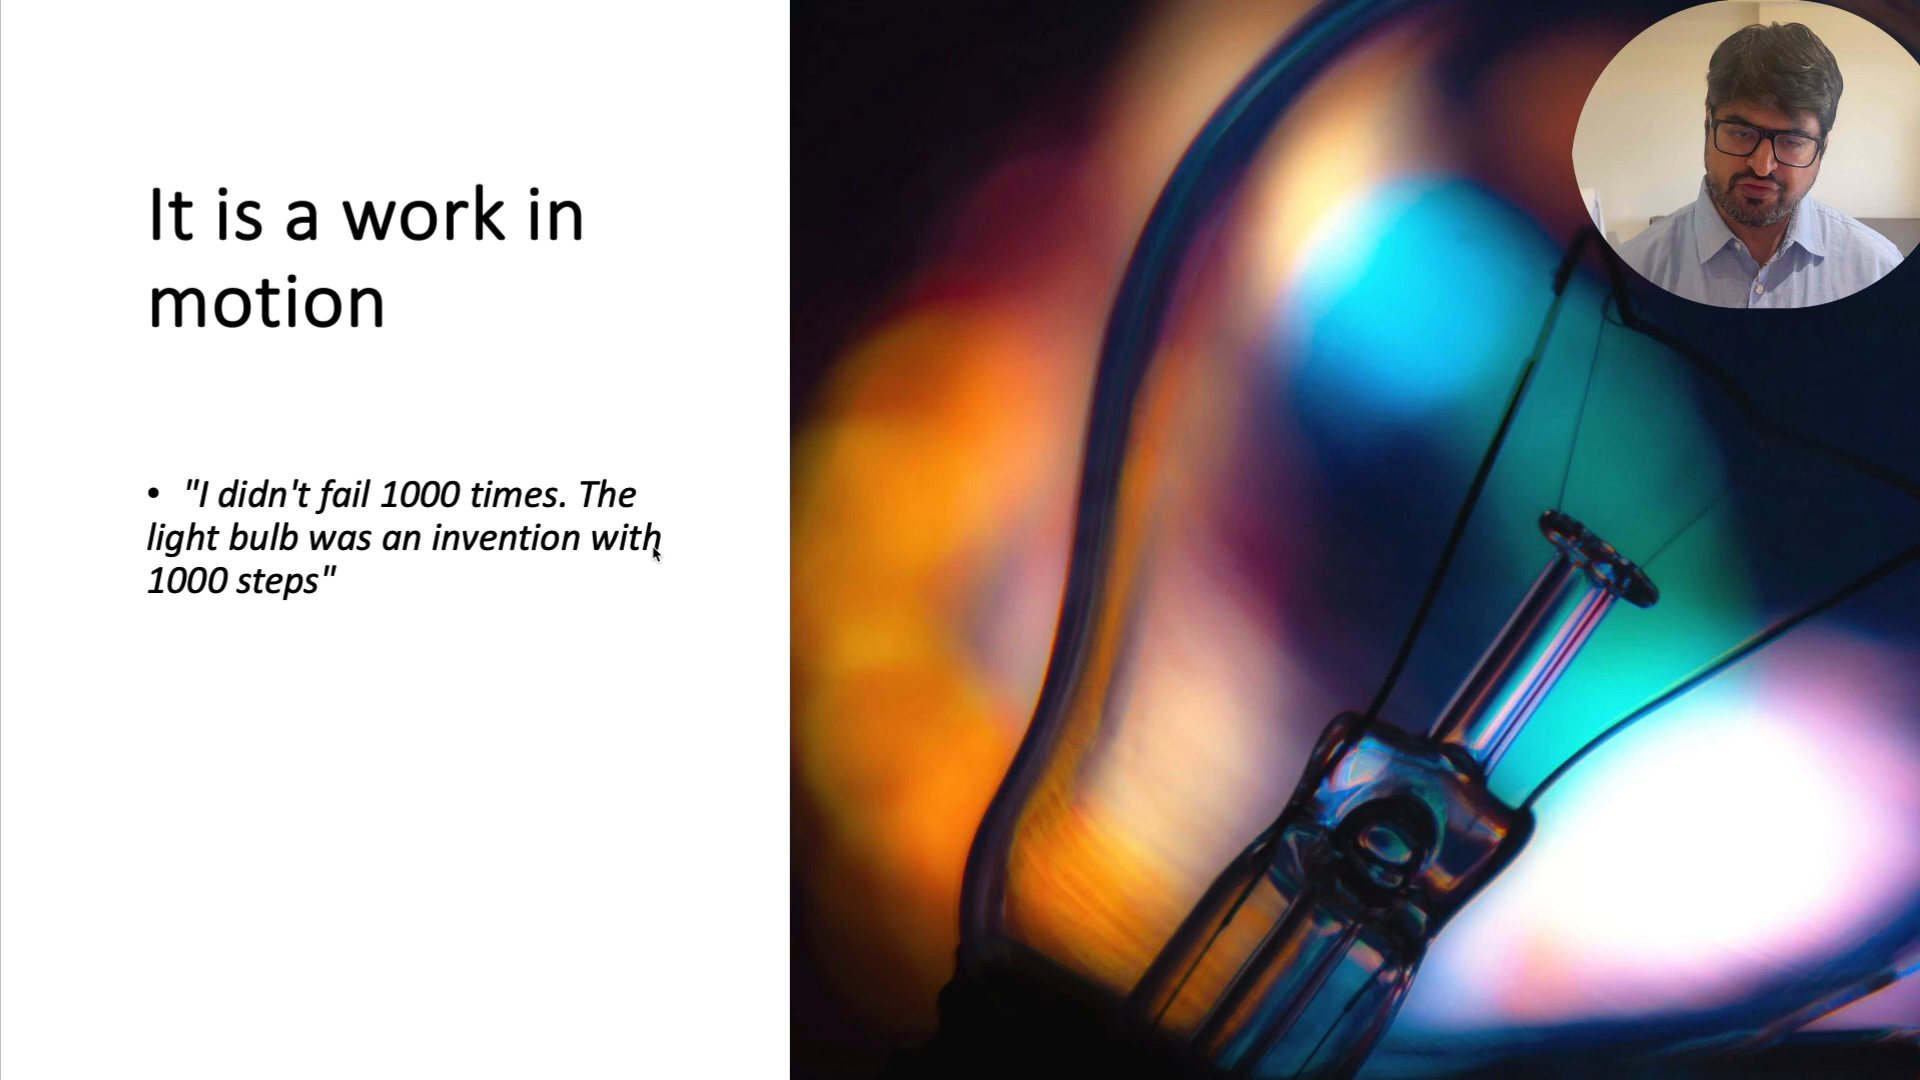 It is a work in
motion
• "I didn't fail 1000 times. The
light bulb was an invention with
1000 steps"